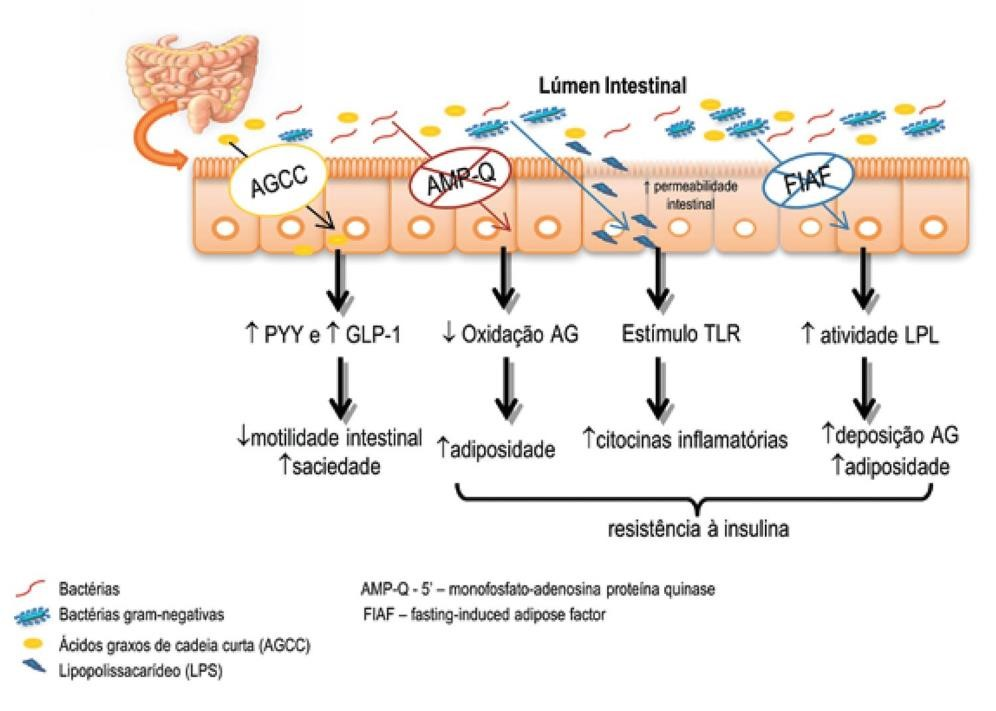 Lúmen Intestinal
AGCC
AMP-Q
↑ permeabilidade
intestinal
FIAF
↑ PYY e ↑ GLP-1
↓ Oxidação AG
Estímulo TLR
↑ atividade LPL
↓motilidade intestinal
↑saciedade
↑adiposidade
↑citocinas inflamatórias
↑deposição AG
↑adiposidade
resistência à insulina
Bactérias
Bactérias gram-negativas
Ácidos graxos de cadeia curta (AGCC)
Lipopolissacarídeo (LPS)
AMP-Q - 5' – monofosfato-adenosina proteína quinase
FIAF – fasting-induced adipose factor